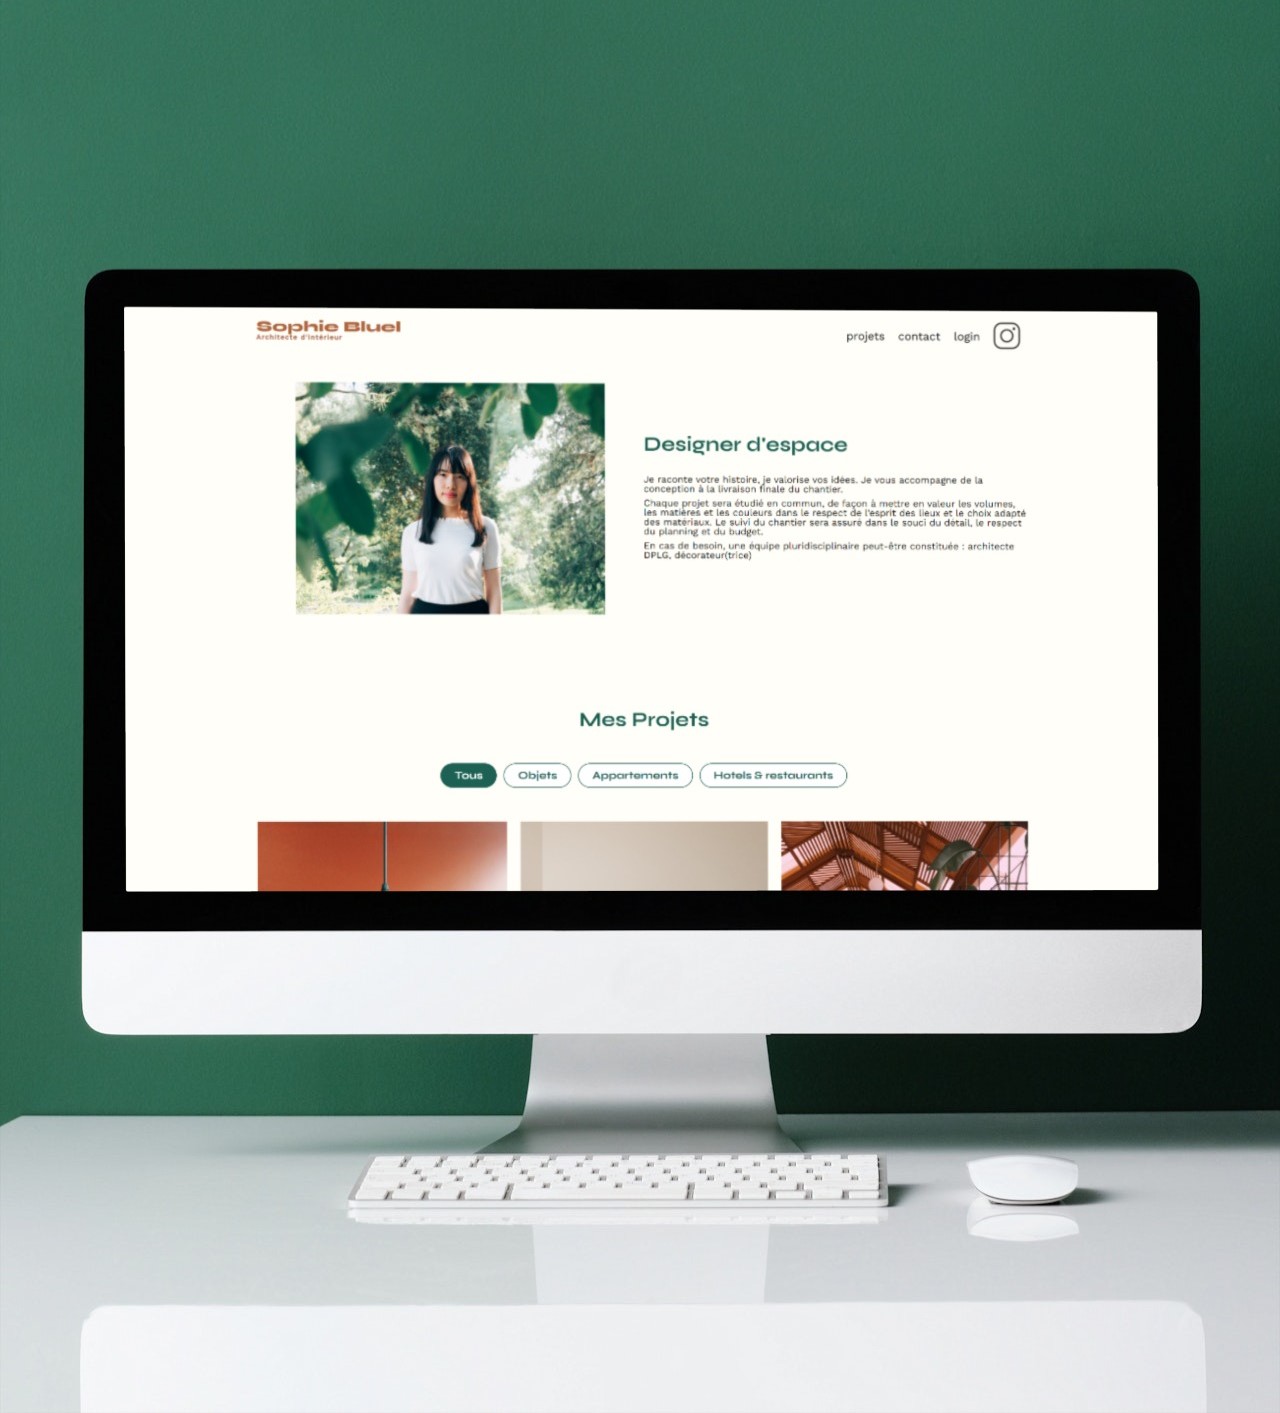 Sophie Bluel
Architecte d'intérieur
projets contact login
Designer d'espace
Je raconte votre histoire, je valorise vos idées. Je vous accompagne de la
conception à la livraison finale du chantier.
Chaque projet sera étudié en commun, de façon à mettre en valeur les volumes,
les matières et les couleurs dans le respect de l'esprit des lieux et le choix adapté
des matériaux. Le suivi du chantier sera assuré dans le souci du détail, le respect
du planning et du budget.
En cas de besoin, une équipe pluridisciplinaire peut-être constituée : architecte
DPLG, décorateur(trice)
Mes Projets
Tous Objets Appartements Hotels & restaurants